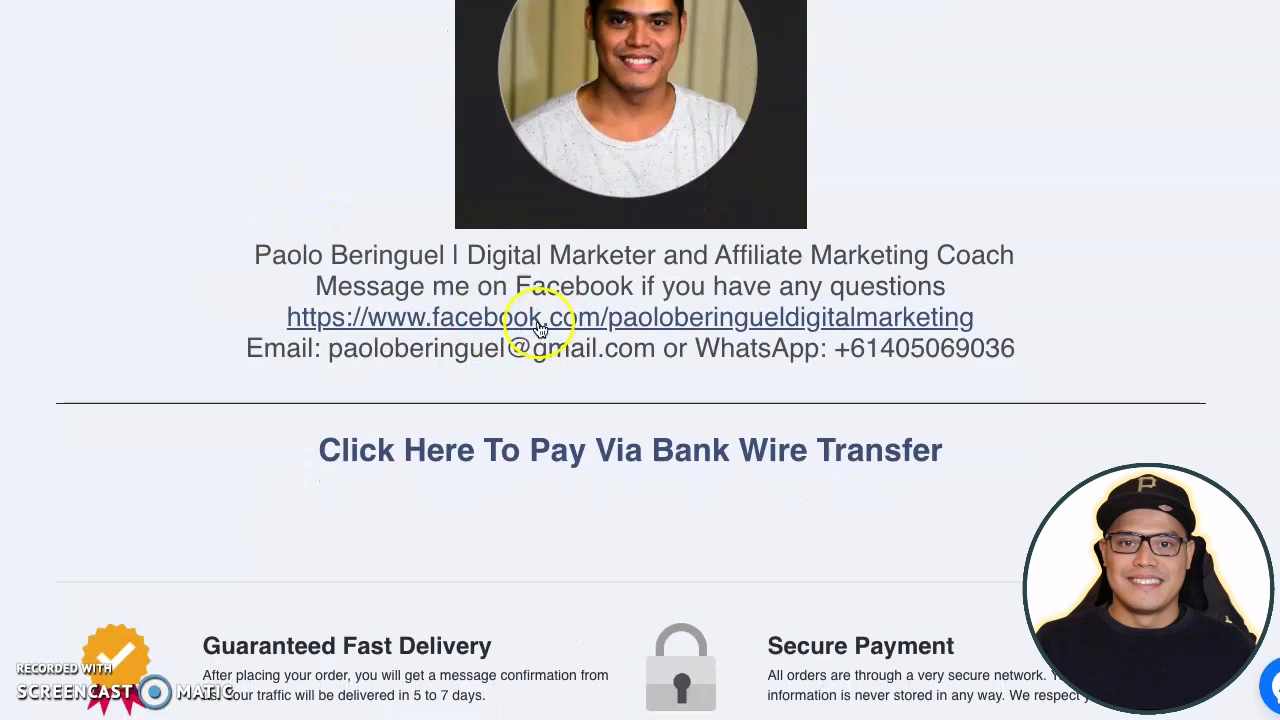 Paolo Beringuel | Digital Marketer and Affiliate Marketing Coach
Message me on Facebook if you have any questions
https://www.facebook.com/paoloberingueldigitalmarketing
Email: paoloberinguel@gmail.com or WhatsApp: +61405069036
Click Here To Pay Via Bank Wire Transfer
Guaranteed Fast Delivery
After placing your order, you will get a message confirmation from
your traffic will be delivered in 5 to 7 days.
Secure Payment
All orders are through a very secure network.
information is never stored in any way. We respect
RECORDED WITH
SCREENCAST MATIC
P